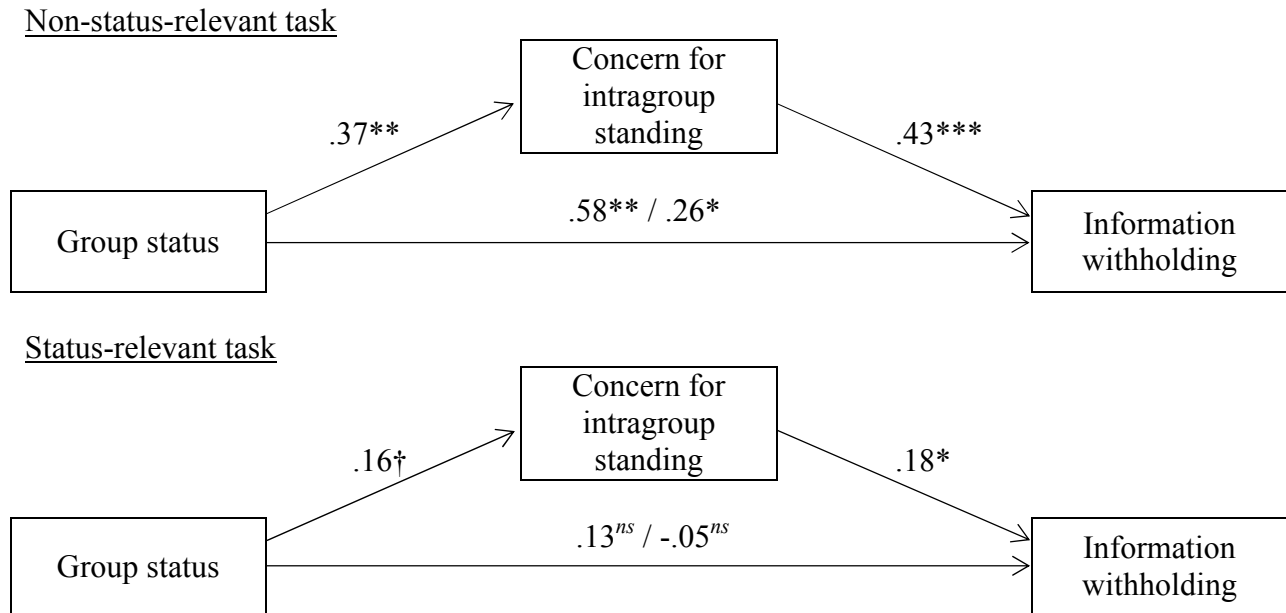 Non-status-relevant task
Concern for
intragroup
standing
.37**
.43***
.58** / .26*
Group status
Information
withholding
Status-relevant task
Concern for
intragroup
standing
.16†
.18*
.13ns / -.05ns
Group status
Information
withholding